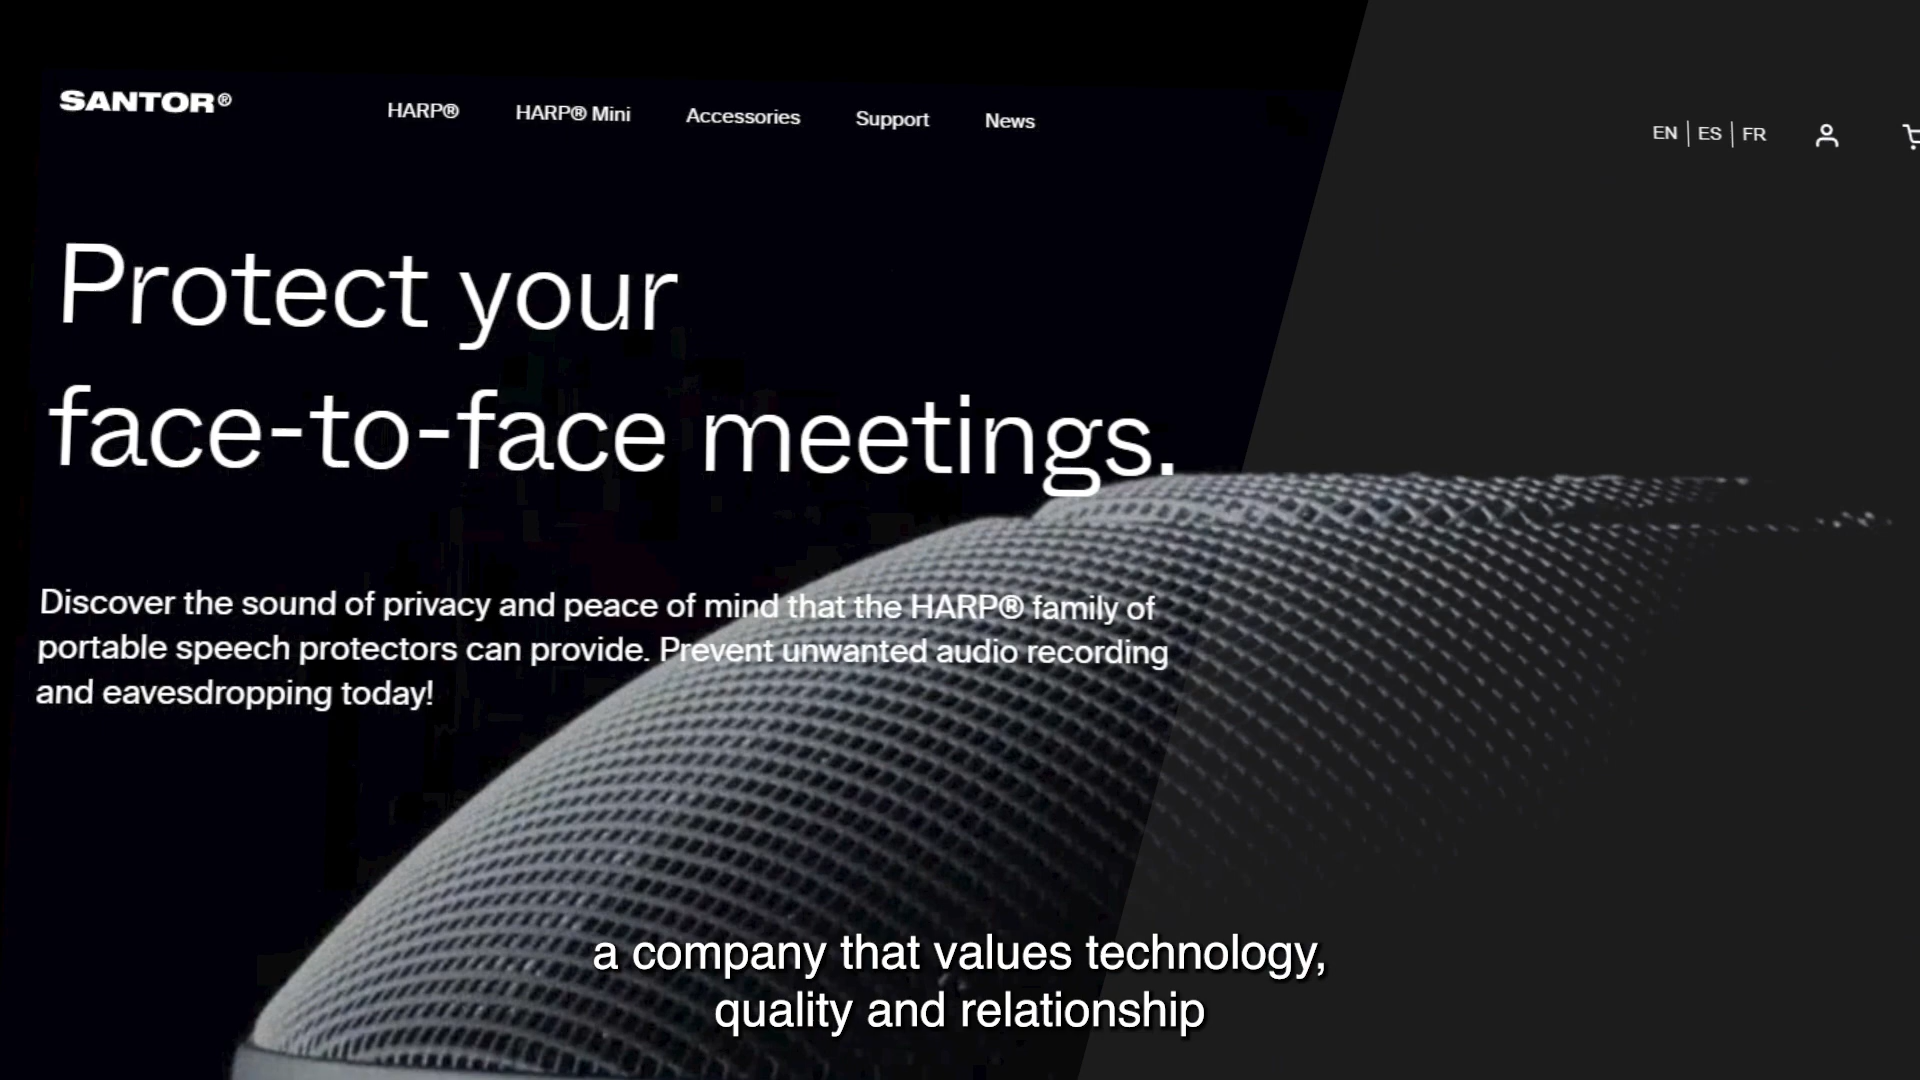 SANTOR®
HARP® HARP® Mini Accessories Support News
EN | ES | FR
Protect your
face-to-face meetings.
Discover the sound of privacy and peace of mind that the HARP® family of
portable speech protectors can provide. Prevent unwanted audio recording
and eavesdropping today!
a company that values technology,
quality and relationship